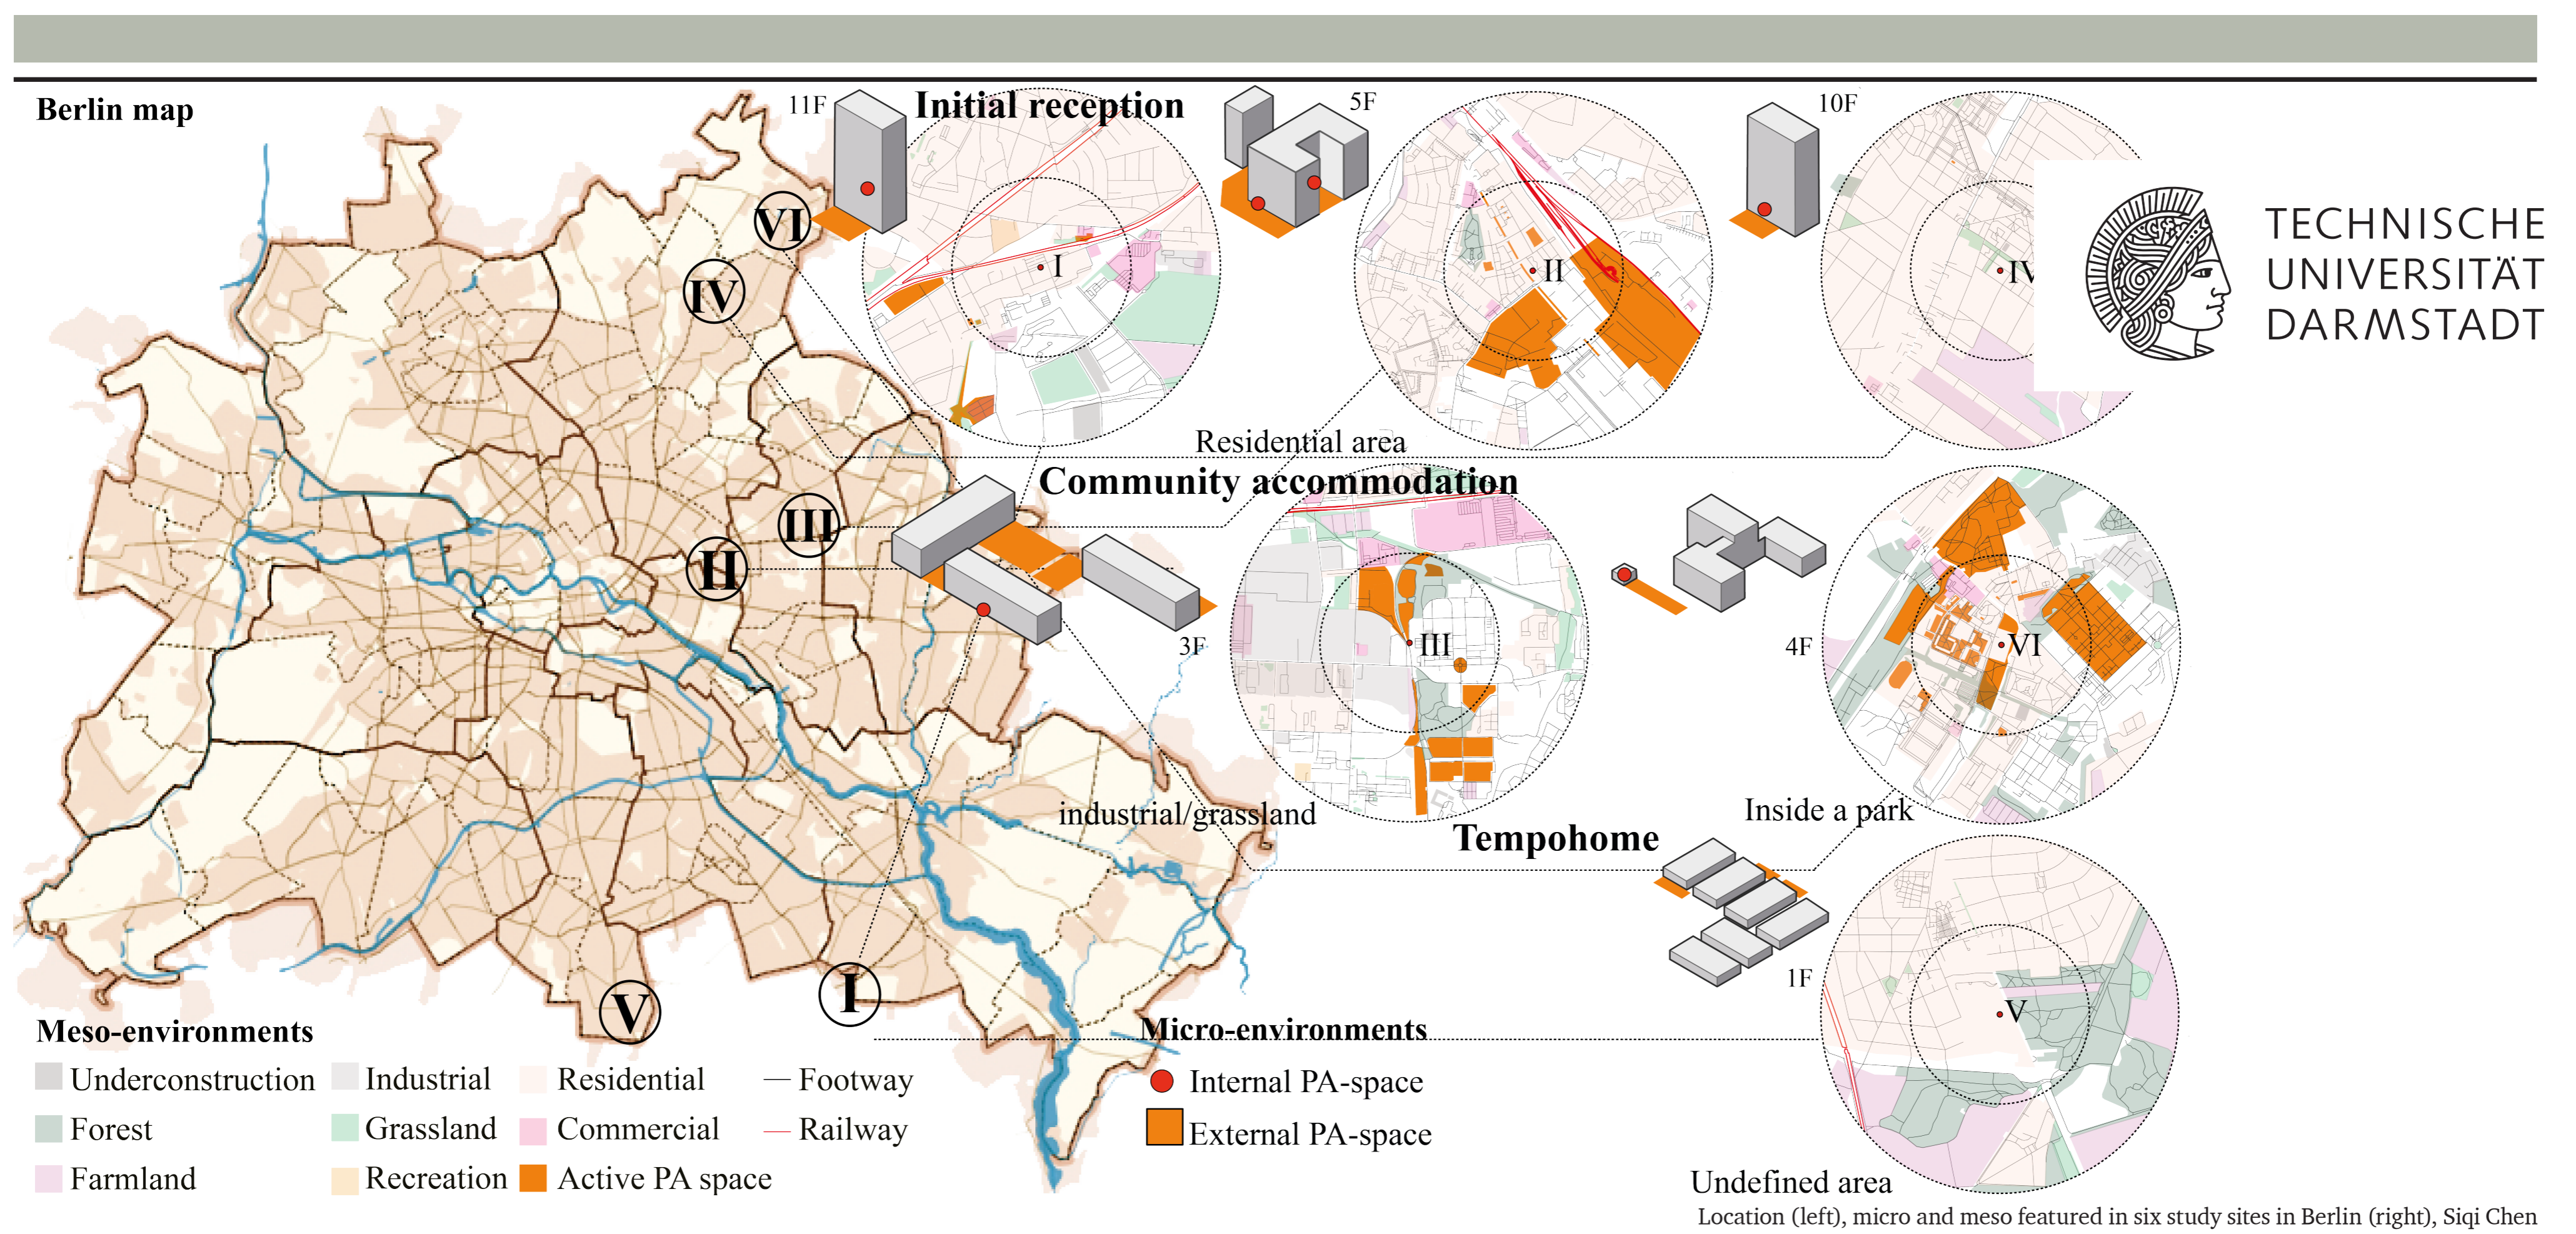 Berlin map
11F
Initial reception
5F
10F
VI
IV
I
II
IV
TECHNISCHE
UNIVERSITÄT
DARMSTADT
Residential area
Community accommodation
III
II
3F
III
4F
VI
industrial/grassland
Inside a park
Tempohome
1F
V
I
V
Meso-environments
Underconstruction
Industrial
Residential
Footway
Forest
Grassland
Commercial
Railway
Farmland
Recreation
Active PA space
Micro-environments
Internal PA-space
External PA-space
Undefined area
Location (left), micro and meso featured in six study sites in Berlin (right), Siqi Chen